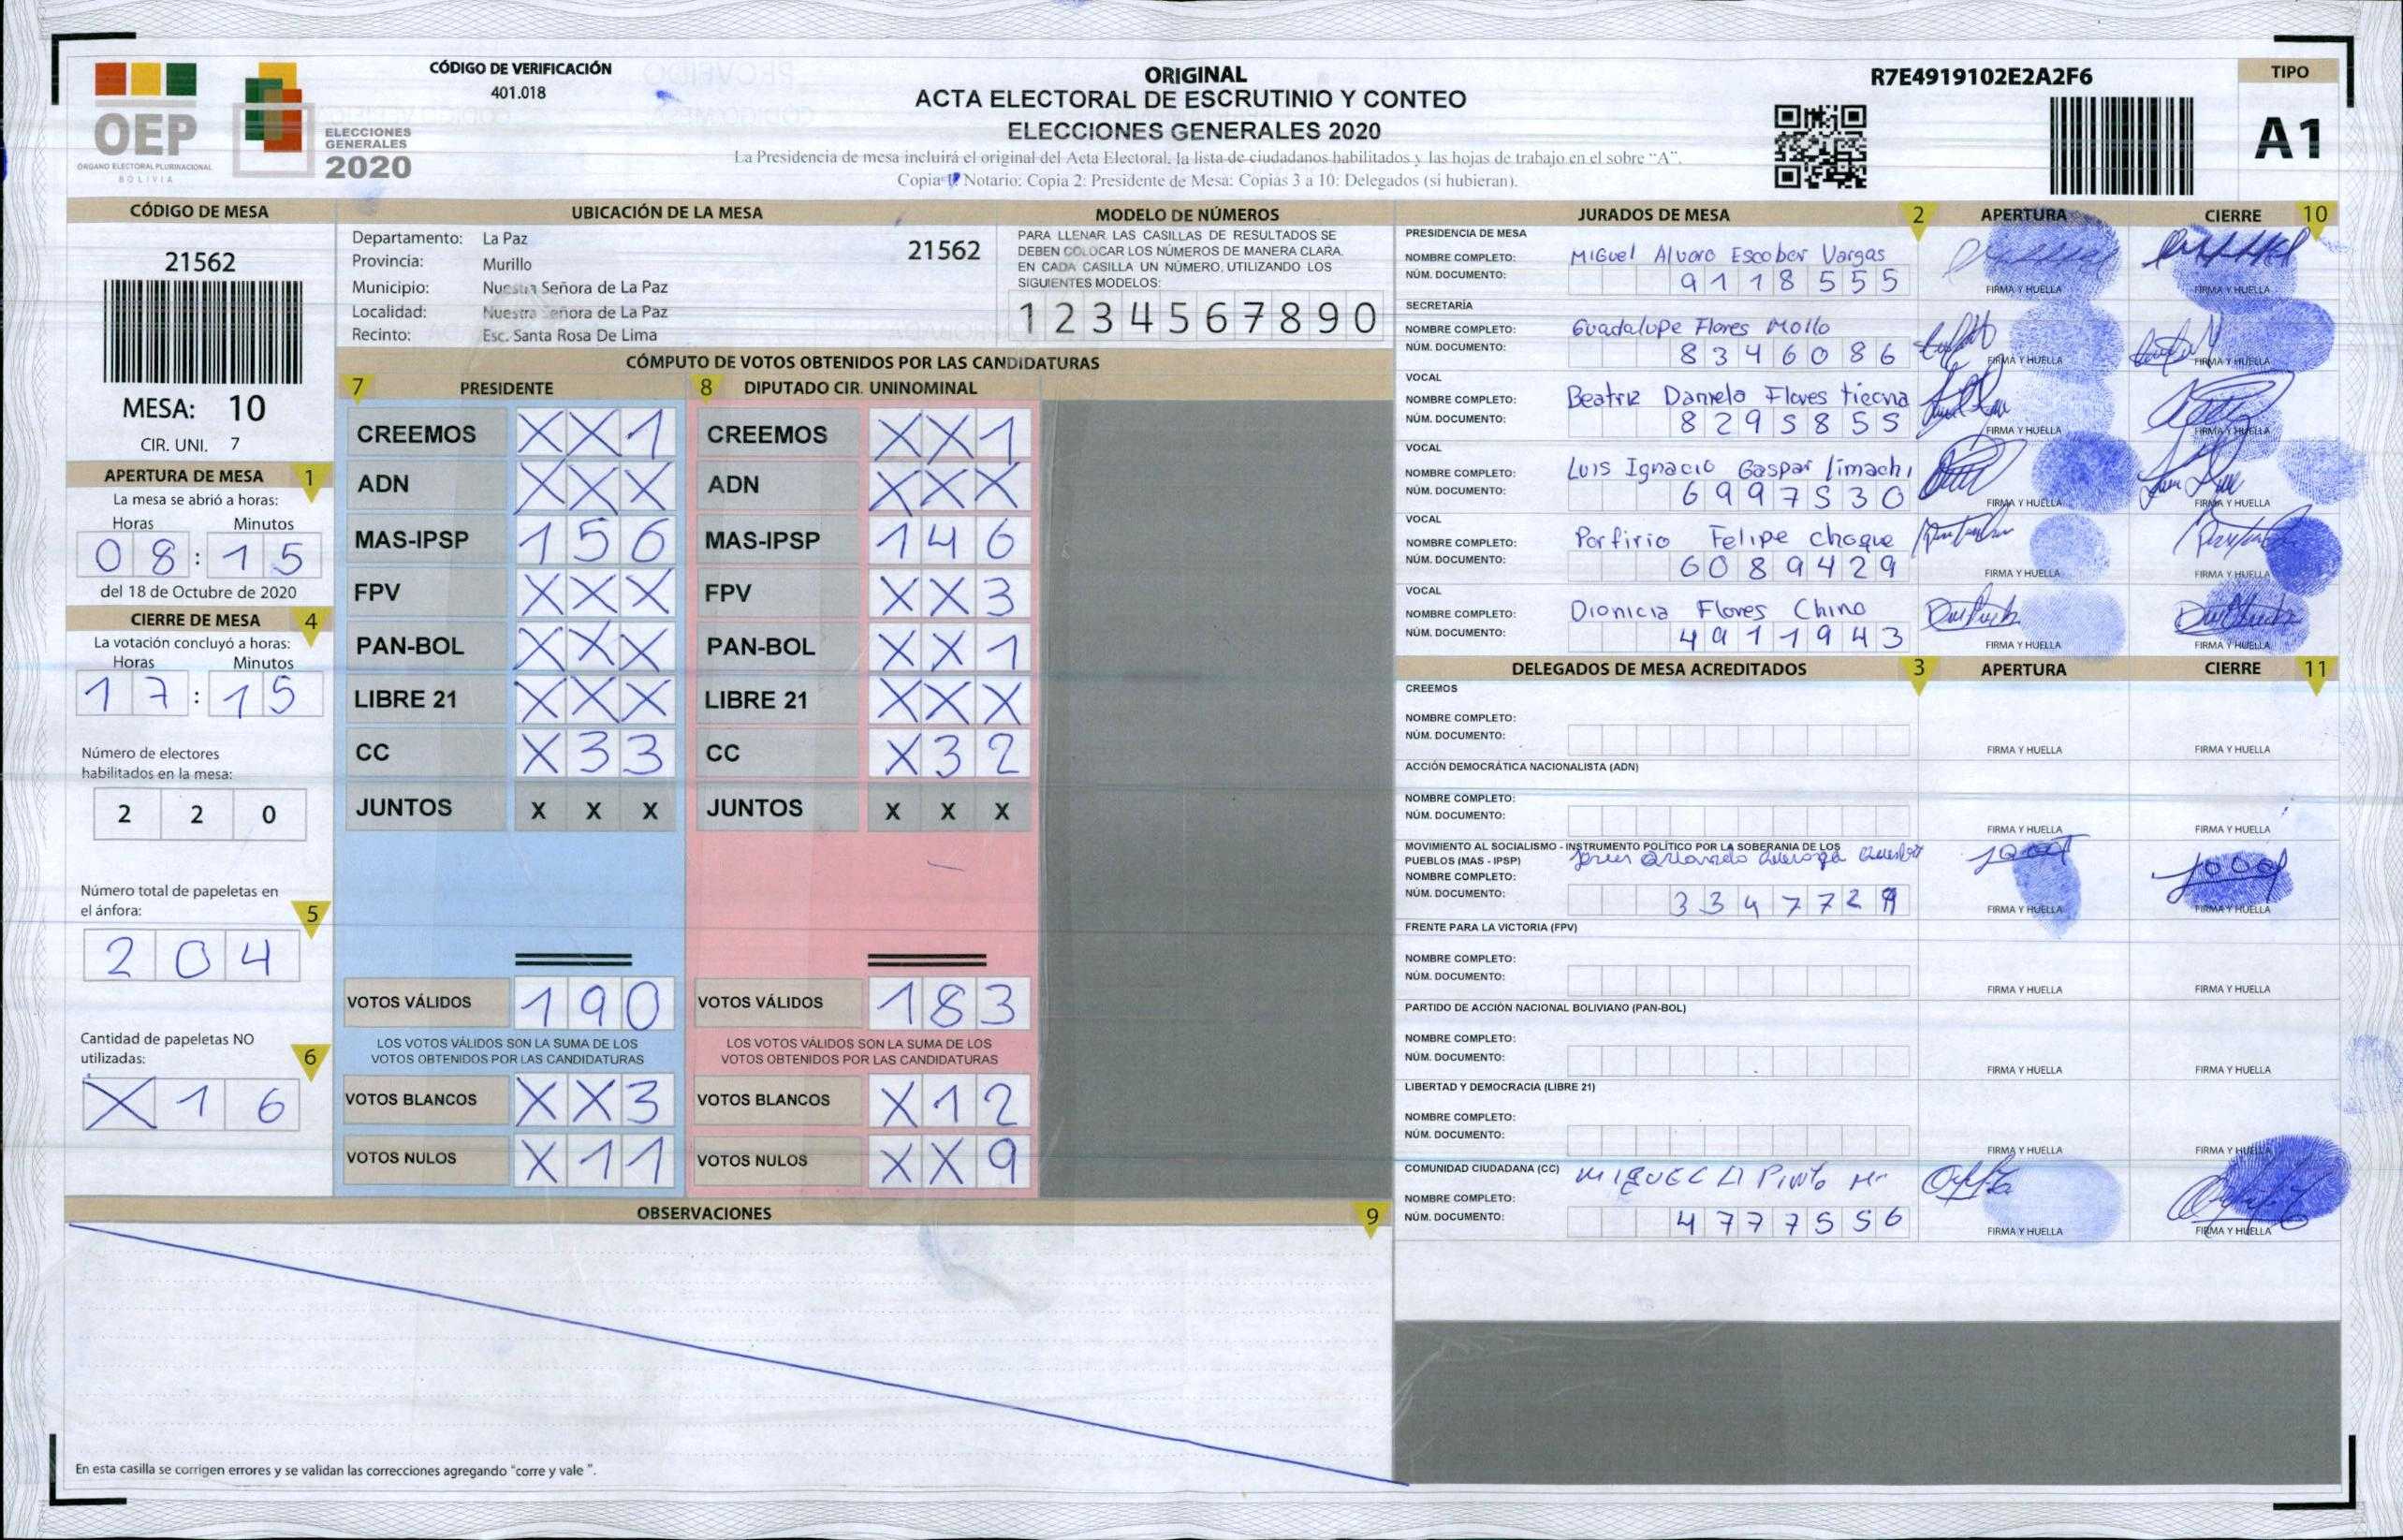 CÓDIGO DE VERIFICACIÓN
401.018
OEP
ÓRGANO ELECTORAL PLURINACIONAL
BOLIVIA
ELECCIONES
GENERALES
2020
ORIGINAL
ACTA ELECTORAL DE ESCRUTINIO Y CONTEO
ELECCIONES GENERALES 2020
La Presidencia de mesa incluirá el original del Acta Electoral, la lista de ciudadanos habilitados y las hojas de trabajo en el sobre "A".
Copia 1: Notario; Copia 2: Presidente de Mesa; Copias 3 a 10: Delegados (si hubieran).
R7E4919102E2A2F6
TIPO
A1
CÓDIGO DE MESA
21562
MESA: 10
CIR. UNI. 7
APERTURA DE MESA 1
La mesa se abrió a horas:
Horas Minutos
08:15
del 18 de Octubre de 2020
CIERRE DE MESA 4
La votación concluyó a horas:
Horas Minutos
17:15
Número de electores
habilitados en la mesa:
2 2 0
Número total de papeletas en
el ánfora: 5
2 0 4
Cantidad de papeletas NO
utilizadas: 6
X 1 6
UBICACIÓN DE LA MESA
Departamento: La Paz 21562
Provincia: Murillo
Municipio: Nuestra Señora de La Paz
Localidad: Nuestra Señora de La Paz
Recinto: Esc. Santa Rosa De Lima
MODELO DE NÚMEROS
PARA LLENAR LAS CASILLAS DE RESULTADOS SE
DEBEN COLOCAR LOS NÚMEROS DE MANERA CLARA.
EN CADA CASILLA UN NÚMERO, UTILIZANDO LOS
SIGUIENTES MODELOS:
1 2 3 4 5 6 7 8 9 0
CÓMPUTO DE VOTOS OBTENIDOS POR LAS CANDIDATURAS
7 PRESIDENTE
CREEMOS X X 1
ADN X X X
MAS-IPSP 1 5 6
FPV X X X
PAN-BOL X X X
LIBRE 21 X X X
CC X 3 3
JUNTOS X X X
VOTOS VÁLIDOS 1 9 0
LOS VOTOS VÁLIDOS SON LA SUMA DE LOS
VOTOS OBTENIDOS POR LAS CANDIDATURAS
VOTOS BLANCOS X X 3
VOTOS NULOS X 1 1
8 DIPUTADO CIR. UNINOMINAL
CREEMOS X X 1
ADN X X X
MAS-IPSP 1 4 6
FPV X X 3
PAN-BOL X X 1
LIBRE 21 X X X
CC X 3 2
JUNTOS X X X
VOTOS VÁLIDOS 1 8 3
LOS VOTOS VÁLIDOS SON LA SUMA DE LOS
VOTOS OBTENIDOS POR LAS CANDIDATURAS
VOTOS BLANCOS X 1 2
VOTOS NULOS X X 9
OBSERVACIONES 9
En esta casilla se corrigen errores y se validan las correcciones agregando "corre y vale ".
JURADOS DE MESA 2 APERTURA CIERRE 10
PRESIDENCIA DE MESA
NOMBRE COMPLETO: Miguel Alvaro Escobar Vargas
NÚM. DOCUMENTO: 9118555
FIRMA Y HUELLA FIRMA Y HUELLA
SECRETARÍA
NOMBRE COMPLETO: Guadalupe Flores Mollo
NÚM. DOCUMENTO: 8346086
FIRMA Y HUELLA FIRMA Y HUELLA
VOCAL
NOMBRE COMPLETO: Beatriz Daniela Flores
NÚM. DOCUMENTO: 8295855
FIRMA Y HUELLA FIRMA Y HUELLA
VOCAL
NOMBRE COMPLETO: Luis Ignacio Gaspar limachi
NÚM. DOCUMENTO: 6997530
FIRMA Y HUELLA FIRMA Y HUELLA
VOCAL
NOMBRE COMPLETO: Porfirio Felipe choque
NÚM. DOCUMENTO: 6089429
FIRMA Y HUELLA FIRMA Y HUELLA
VOCAL
NOMBRE COMPLETO: Dionicia Flores Chino
NÚM. DOCUMENTO: 4911943
FIRMA Y HUELLA FIRMA Y HUELLA
DELEGADOS DE MESA ACREDITADOS 3 APERTURA CIERRE 11
CREEMOS
NOMBRE COMPLETO:
NÚM. DOCUMENTO:
FIRMA Y HUELLA FIRMA Y HUELLA
ACCIÓN DEMOCRÁTICA NACIONALISTA (ADN)
NOMBRE COMPLETO:
NÚM. DOCUMENTO:
FIRMA Y HUELLA FIRMA Y HUELLA
MOVIMIENTO AL SOCIALISMO - INSTRUMENTO POLÍTICO POR LA SOBERANIA DE LOS
PUEBLOS (MAS - IPSP)
NOMBRE COMPLETO:
NÚM. DOCUMENTO: 3347729
FIRMA Y HUELLA FIRMA Y HUELLA
FRENTE PARA LA VICTORIA (FPV)
NOMBRE COMPLETO:
NÚM. DOCUMENTO:
FIRMA Y HUELLA FIRMA Y HUELLA
PARTIDO DE ACCIÓN NACIONAL BOLIVIANO (PAN-BOL)
NOMBRE COMPLETO:
NÚM. DOCUMENTO:
FIRMA Y HUELLA FIRMA Y HUELLA
LIBERTAD Y DEMOCRACIA (LIBRE 21)
NOMBRE COMPLETO:
NÚM. DOCUMENTO:
FIRMA Y HUELLA FIRMA Y HUELLA
COMUNIDAD CIUDADANA (CC) MIGUEL A PINTO M.
NOMBRE COMPLETO:
NÚM. DOCUMENTO: 4777556
FIRMA Y HUELLA FIRMA Y HUELLA